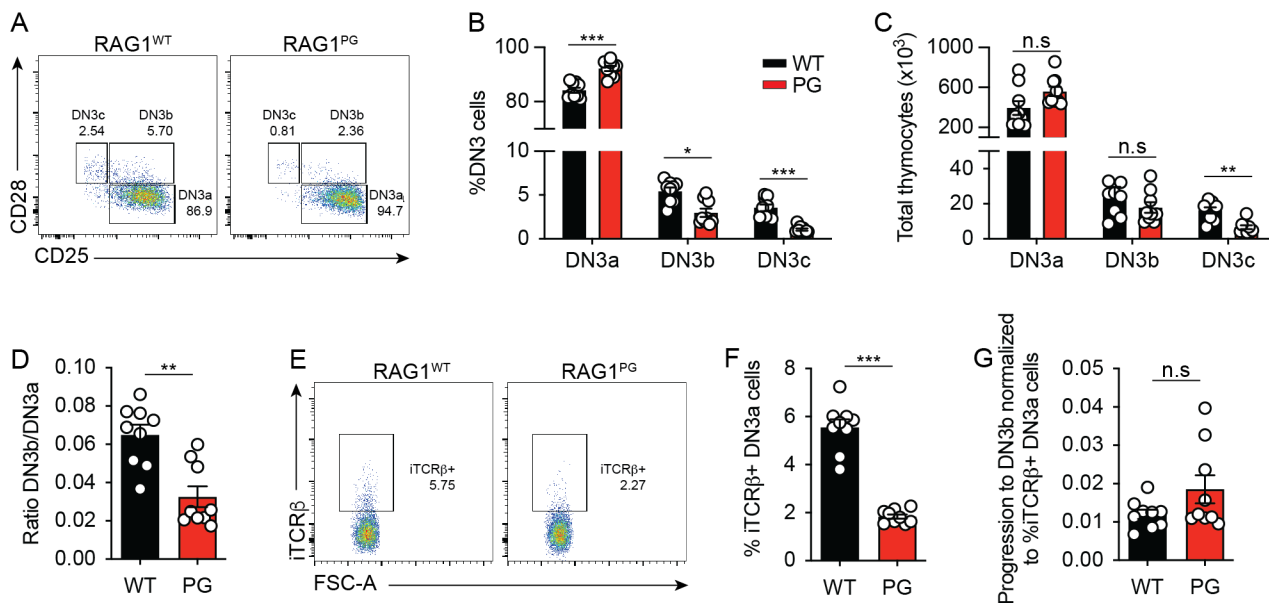 A
RAG1WT
RAG1PG
DN3c
2.54
DN3b
5.70
DN3a
86.9
DN3c
0.81
DN3b
2.36
DN3a
94.7
CD28
CD25
B
%DN3 cells
100
80
10
5
0
***
*
***
WT
PG
DN3a
DN3b
DN3c
C
Total thymocytes (x10³)
1000
600
200
40
20
0
n.s
n.s
**
DN3a
DN3b
DN3c
D
Ratio DN3b/DN3a
0.10
0.08
0.06
0.04
0.02
0.00
**
WT
PG
E
RAG1WT
RAG1PG
iTCRβ+
5.75
iTCRβ+
2.27
iTCRβ
FSC-A
F
% iTCRβ+ DN3a cells
8
6
4
2
0
***
WT
PG
G
Progression to DN3b normalized
to %iTCRβ+ DN3a cells
0.05
0.04
0.03
0.02
0.01
0.00
n.s
WT
PG